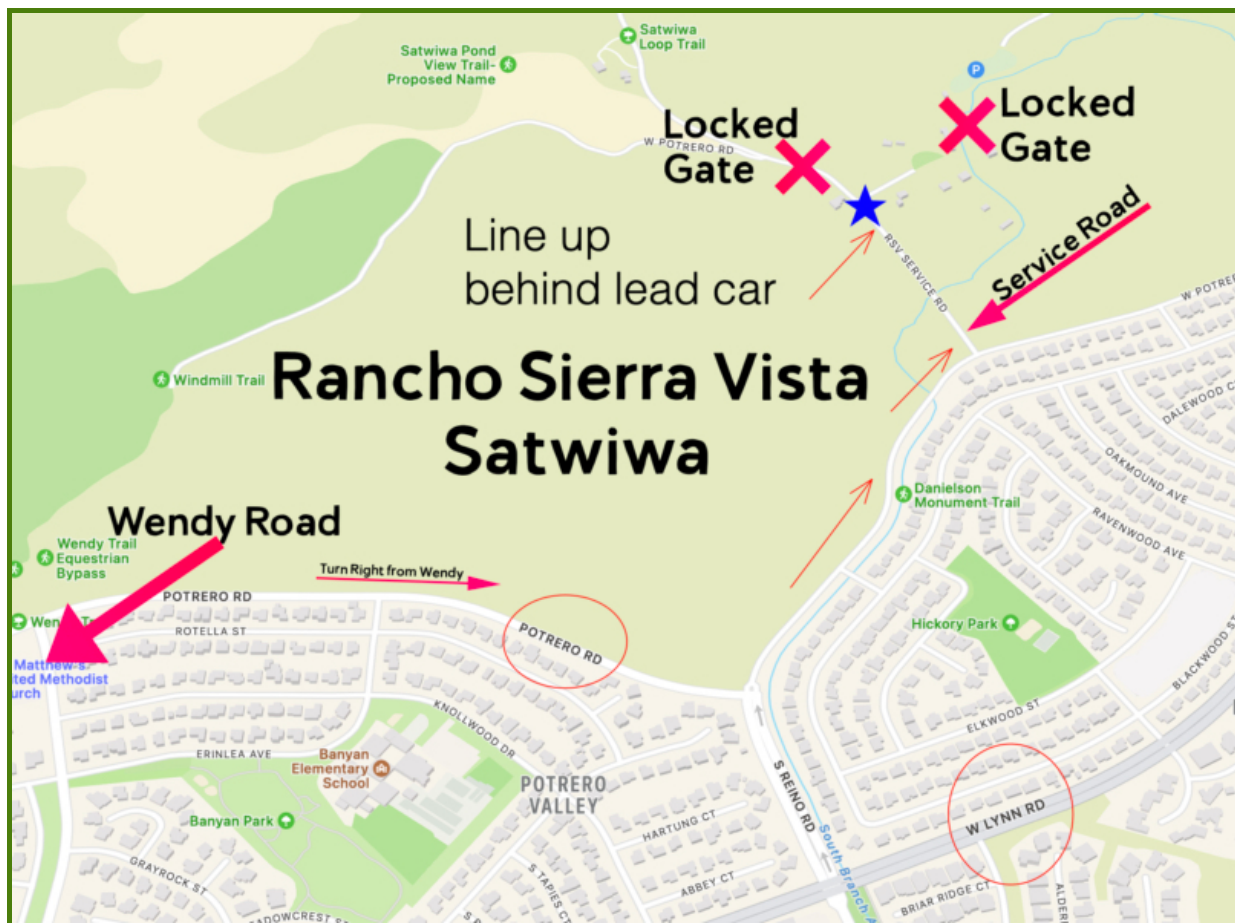 Satwiwa
Loop Trail
Satwiwa Pond
View Trail-
Proposed Name
P
Locked
Gate
Locked
Gate
W POTRERO RD
Line up
behind lead car
RSV SERVICE RD
Service Road
Windmill Trail
Rancho Sierra Vista
Satwiwa
DALEWOOD
OAKMOUND AVE
RAVENWOOD AVE
Danielson
Monument Trail
Wendy Road
Wendy Trail
Equestrian
Bypass
Turn Right from Wendy
POTRERO RD
ROTELLA ST
POTRERO RD
Hickory Park
Matthew's
Methodist
BLACKWOOD ST
KNOLLWOOD DR
ELKWOOD ST
ERINLEA AVE
Banyan
Elementary
School
POTRERO
VALLEY
S REINO RD
Banyan Park
HARTUNG CT
W LYNN RD
GRAYROCK ST
S TAPIES CT
ABBEY CT
South Branch
BRIAR RIDGE CT